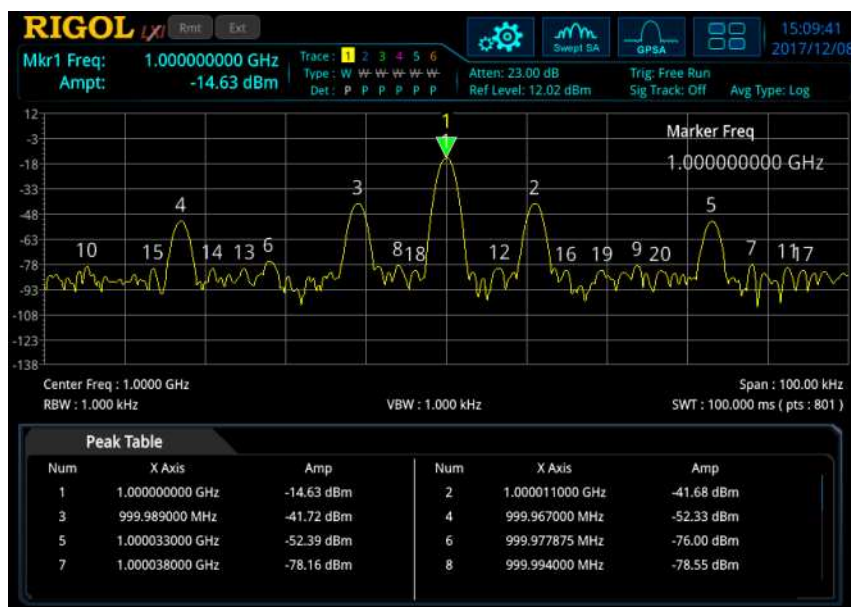 RIGOL LXI Rmt Ext
Swept SA GPSA
15:09:41
2017/12/08
Mkr1 Freq: 1.000000000 GHz
Ampt: -14.63 dBm
Trace: 1 2 3 4 5 6
Type: W W W W W W
Det: P P P P P P
Atten: 23.00 dB
Ref Level: 12.02 dBm
Trig: Free Run
Sig Track: Off Avg Type: Log
12
-3
-18
-33
-48
-63
-78
-93
-108
-123
-138
1
1
Marker Freq
1.000000000 GHz
3 2
4 5
10 15 14 13 6 8 18 12 16 19 9 20 7 11 17
Center Freq : 1.0000 GHz Span : 100.00 kHz
RBW : 1.000 kHz VBW : 1.000 kHz SWT : 100.000 ms ( pts : 801 )
Peak Table
Num X Axis Amp Num X Axis Amp
1 1.000000000 GHz -14.63 dBm 2 1.000011000 GHz -41.68 dBm
3 999.989000 MHz -41.72 dBm 4 999.967000 MHz -52.33 dBm
5 1.000033000 GHz -52.39 dBm 6 999.977875 MHz -76.00 dBm
7 1.000038000 GHz -78.16 dBm 8 999.994000 MHz -78.55 dBm